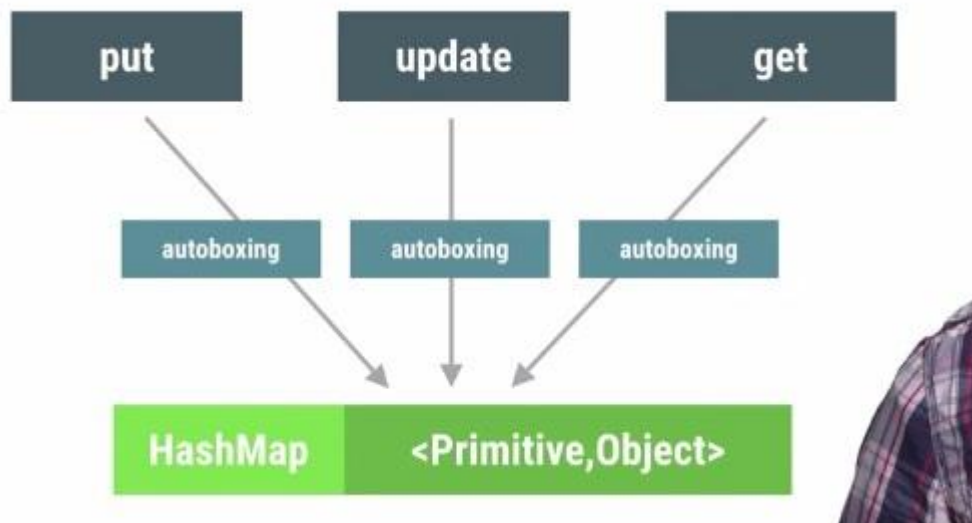 put update get
autoboxing autoboxing autoboxing
HashMap <Primitive,Object>